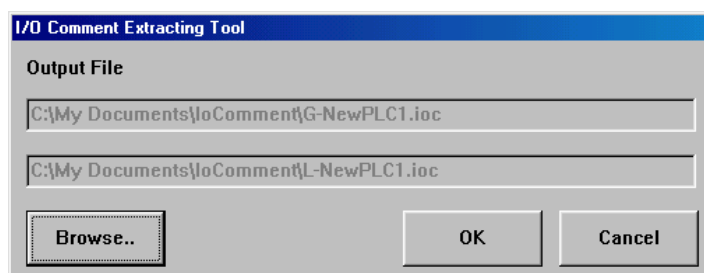 I/O Comment Extracting Tool
Output File
C:\My Documents\IoComment\G-NewPLC1.ioc
C:\My Documents\IoComment\L-NewPLC1.ioc
Browse.. OK Cancel